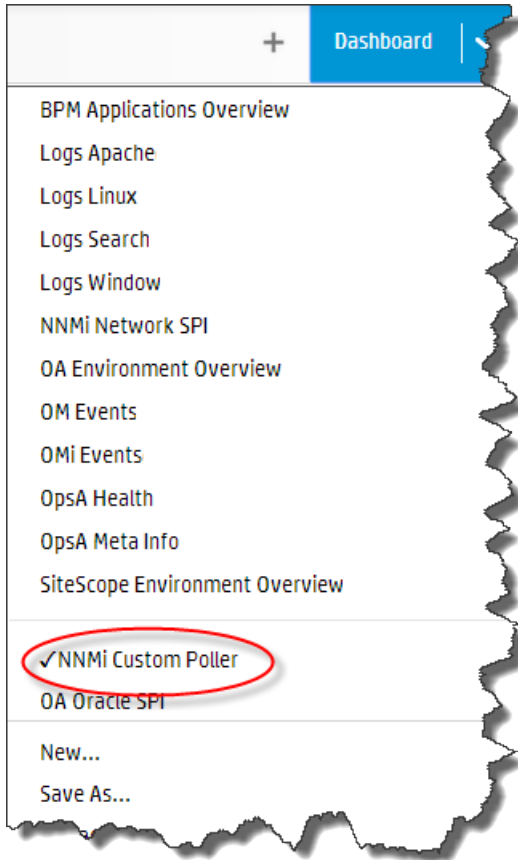 + Dashboard
BPM Applications Overview
Logs Apache
Logs Linux
Logs Search
Logs Window
NNMi Network SPI
OA Environment Overview
OM Events
OMi Events
OpsA Health
OpsA Meta Info
SiteScope Environment Overview
✓NNMi Custom Poller
OA Oracle SPI
New...
Save As...